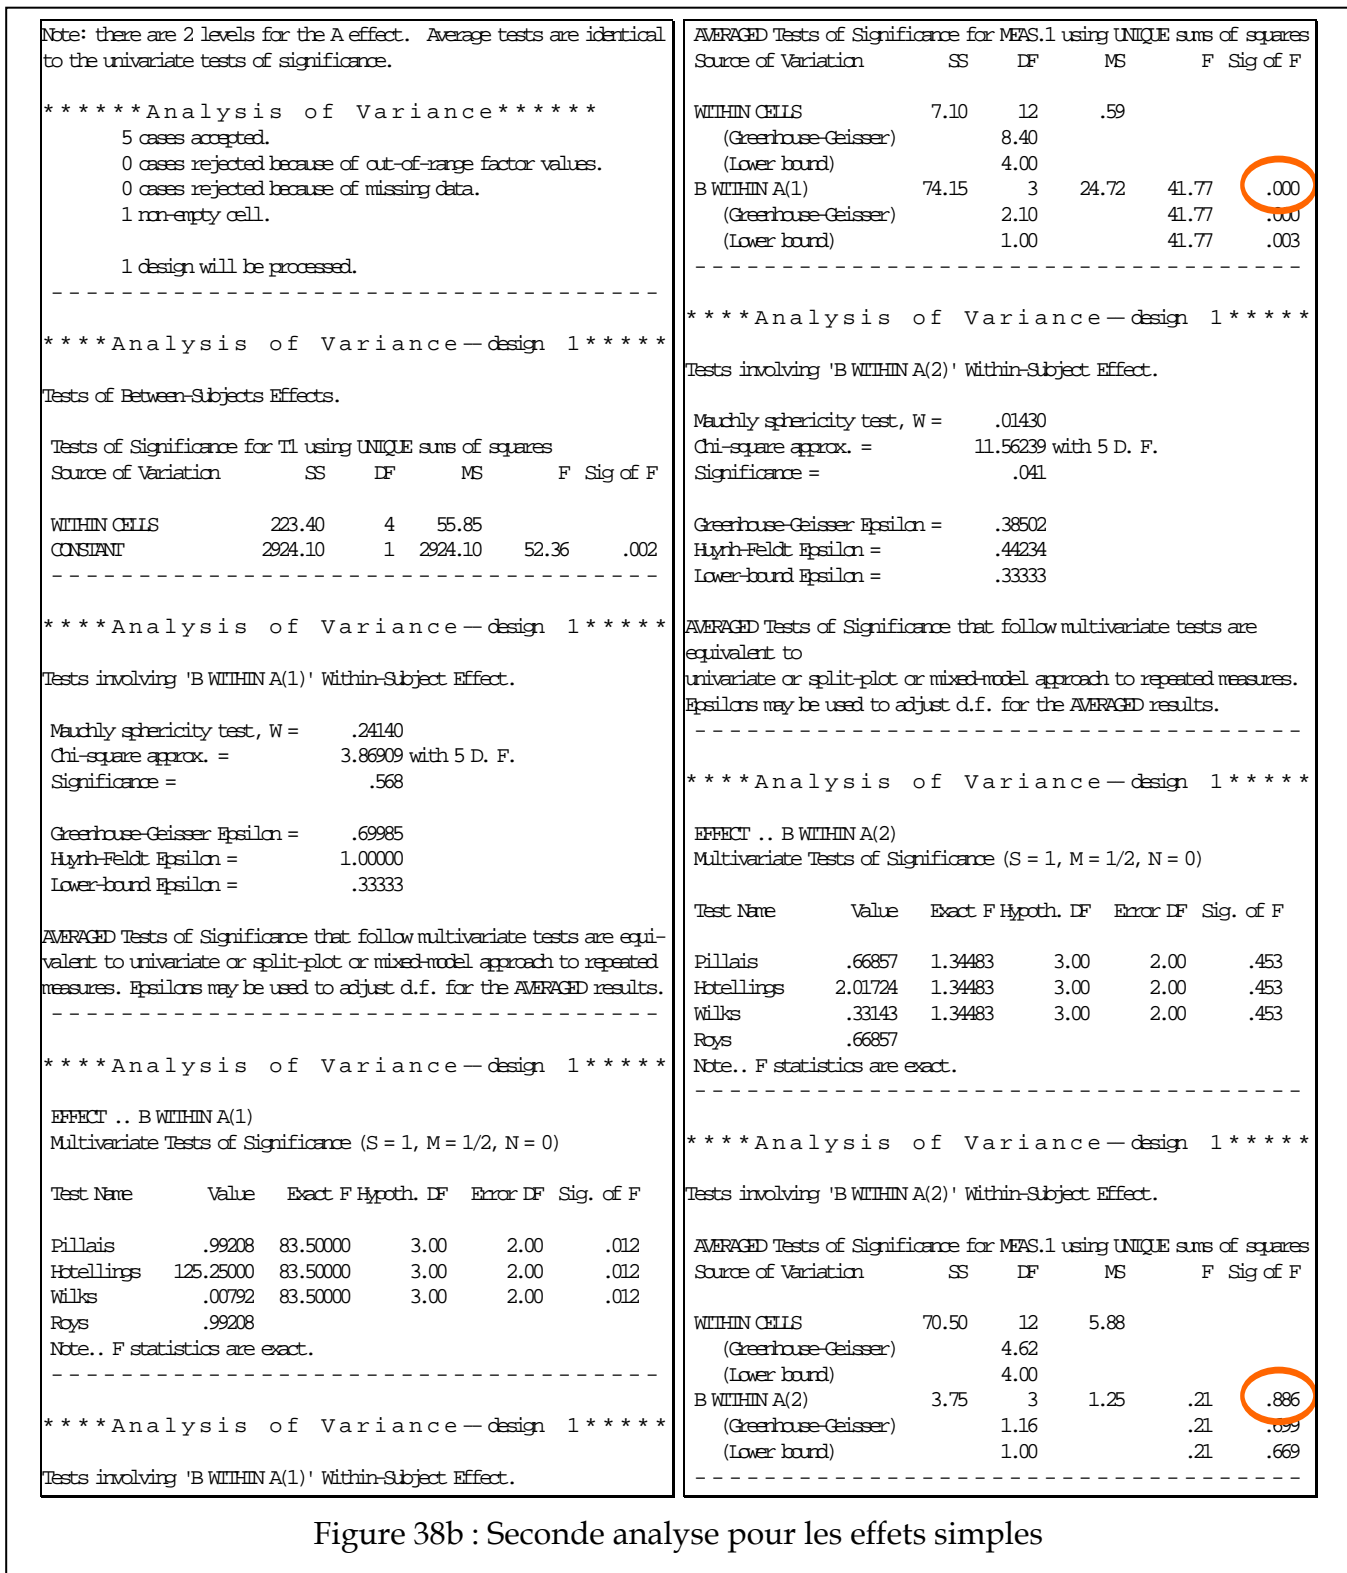 Note: there are 2 levels for the A effect. Average tests are identical
to the univariate tests of significance.
* * * * * * A n a l y s i s   o f   V a r i a n c e * * * * * *
5 cases accepted.
0 cases rejected because of out-of-range factor values.
0 cases rejected because of missing data.
1 non-empty cell.
1 design will be processed.
- - - - - - - - - - - - - - - - - - - - - - - - - - - - - - - - - - -
* * * * A n a l y s i s   o f   V a r i a n c e — design 1 * * * * *
Tests of Between-Subjects Effects.
Tests of Significance for T1 using UNIQUE sums of squares
Source of Variation SS DF MS F Sig of F
WITHIN CELLS 223.40 4 55.85
CONSTANT 2924.10 1 2924.10 52.36 .002
- - - - - - - - - - - - - - - - - - - - - - - - - - - - - - - - - - -
* * * * A n a l y s i s   o f   V a r i a n c e — design 1 * * * * *
Tests involving 'B WITHIN A(1)' Within-Subject Effect.
Mauchly sphericity test, W = .24140
Chi-square approx. = 3.86909 with 5 D. F.
Significance = .568
Greenhouse-Geisser Epsilon = .69985
Huynh-Feldt Epsilon = 1.00000
Lower-bound Epsilon = .33333
AVERAGED Tests of Significance that follow multivariate tests are equi-
valent to univariate or split-plot or mixed-model approach to repeated
measures. Epsilons may be used to adjust d.f. for the AVERAGED results.
- - - - - - - - - - - - - - - - - - - - - - - - - - - - - - - - - - -
* * * * A n a l y s i s   o f   V a r i a n c e — design 1 * * * * *
EFFECT .. B WITHIN A(1)
Multivariate Tests of Significance (S = 1, M = 1/2, N = 0)
Test Name Value Exact F Hypoth. DF Error DF Sig. of F
Pillais .99208 83.50000 3.00 2.00 .012
Hotellings 125.25000 83.50000 3.00 2.00 .012
Wilks .00792 83.50000 3.00 2.00 .012
Roys .99208
Note.. F statistics are exact.
- - - - - - - - - - - - - - - - - - - - - - - - - - - - - - - - - - -
* * * * A n a l y s i s   o f   V a r i a n c e — design 1 * * * * *
Tests involving 'B WITHIN A(1)' Within-Subject Effect.
AVERAGED Tests of Significance for MEAS.1 using UNIQUE sums of squares
Source of Variation SS DF MS F Sig of F
WITHIN CELLS 7.10 12 .59
(Greenhouse-Geisser) 8.40
(Lower bound) 4.00
B WITHIN A(1) 74.15 3 24.72 41.77 .000
(Greenhouse-Geisser) 2.10 41.77 .000
(Lower bound) 1.00 41.77 .003
- - - - - - - - - - - - - - - - - - - - - - - - - - - - - - - - - - -
* * * * A n a l y s i s   o f   V a r i a n c e — design 1 * * * * *
Tests involving 'B WITHIN A(2)' Within-Subject Effect.
Mauchly sphericity test, W = .01430
Chi-square approx. = 11.56239 with 5 D. F.
Significance = .041
Greenhouse-Geisser Epsilon = .38502
Huynh-Feldt Epsilon = .44234
Lower-bound Epsilon = .33333
AVERAGED Tests of Significance that follow multivariate tests are
equivalent to
univariate or split-plot or mixed-model approach to repeated measures.
Epsilons may be used to adjust d.f. for the AVERAGED results.
- - - - - - - - - - - - - - - - - - - - - - - - - - - - - - - - - - -
* * * * A n a l y s i s   o f   V a r i a n c e — design 1 * * * * *
EFFECT .. B WITHIN A(2)
Multivariate Tests of Significance (S = 1, M = 1/2, N = 0)
Test Name Value Exact F Hypoth. DF Error DF Sig. of F
Pillais .66857 1.34483 3.00 2.00 .453
Hotellings 2.01724 1.34483 3.00 2.00 .453
Wilks .33143 1.34483 3.00 2.00 .453
Roys .66857
Note.. F statistics are exact.
- - - - - - - - - - - - - - - - - - - - - - - - - - - - - - - - - - -
* * * * A n a l y s i s   o f   V a r i a n c e — design 1 * * * * *
Tests involving 'B WITHIN A(2)' Within-Subject Effect.
AVERAGED Tests of Significance for MEAS.1 using UNIQUE sums of squares
Source of Variation SS DF MS F Sig of F
WITHIN CELLS 70.50 12 5.88
(Greenhouse-Geisser) 4.62
(Lower bound) 4.00
B WITHIN A(2) 3.75 3 1.25 .21 .886
(Greenhouse-Geisser) 1.16 .21 .699
(Lower bound) 1.00 .21 .669
- - - - - - - - - - - - - - - - - - - - - - - - - - - - - - - - - - -
Figure 38b : Seconde analyse pour les effets simples